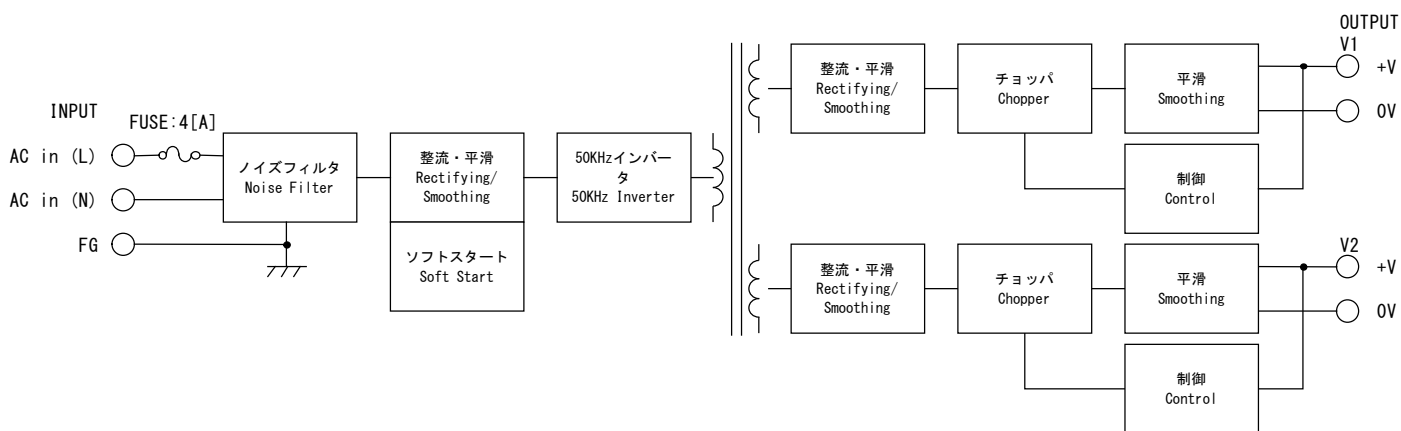 INPUT
FUSE:4[A]
AC in (L)
AC in (N)
FG
ノイズフィルタ
Noise Filter
整流・平滑
Rectifying/
Smoothing
ソフトスタート
Soft Start
50KHzインバー
タ
50KHz Inverter
整流・平滑
Rectifying/
Smoothing
チョッパ
Chopper
平滑
Smoothing
制御
Control
OUTPUT
V1
+V
0V
整流・平滑
Rectifying/
Smoothing
チョッパ
Chopper
平滑
Smoothing
制御
Control
V2
+V
0V